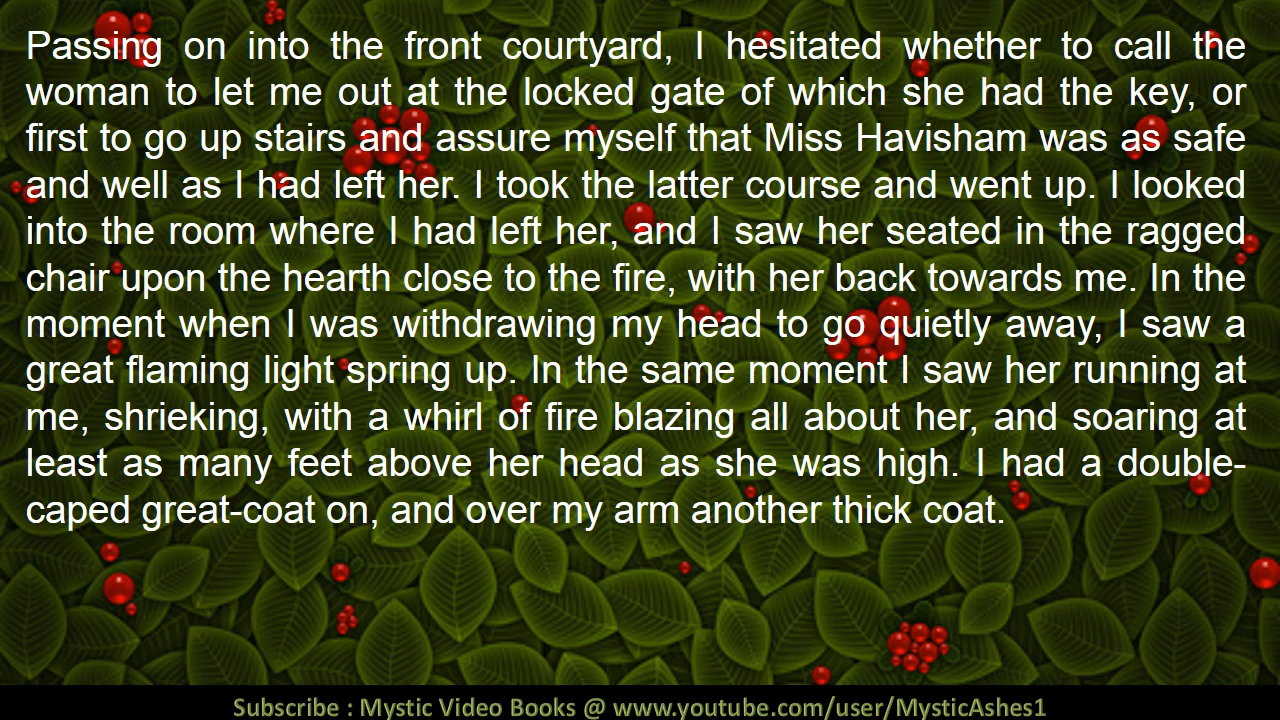 Passing on into the front courtyard, I hesitated whether to call the
woman to let me out at the locked gate of which she had the key, or
first to go up stairs and assure myself that Miss Havisham was as safe
and well as I had left her. I took the latter course and went up. I looked
into the room where I had left her, and I saw her seated in the ragged
chair upon the hearth close to the fire, with her back towards me. In the
moment when I was withdrawing my head to go quietly away, I saw a
great flaming light spring up. In the same moment I saw her running at
me, shrieking, with a whirl of fire blazing all about her, and soaring at
least as many feet above her head as she was high. I had a double-
caped great-coat on, and over my arm another thick coat.
Subscribe : Mystic Video Books @ www.youtube.com/user/MysticAshes1